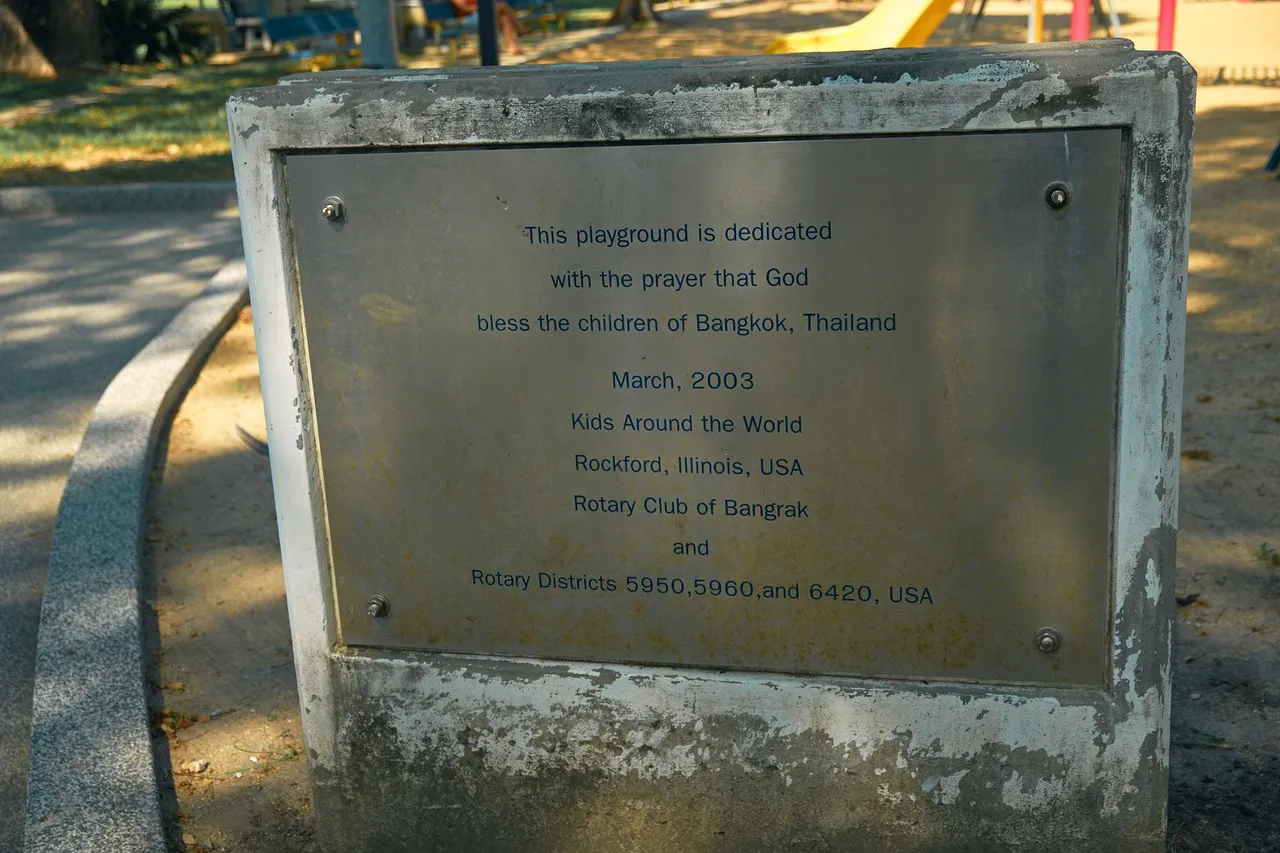 This playground is dedicated
with the prayer that God
bless the children of Bangkok, Thailand
March, 2003
Kids Around the World
Rockford, Illinois, USA
Rotary Club of Bangrak
and
Rotary Districts 5950,5960,and 6420, USA